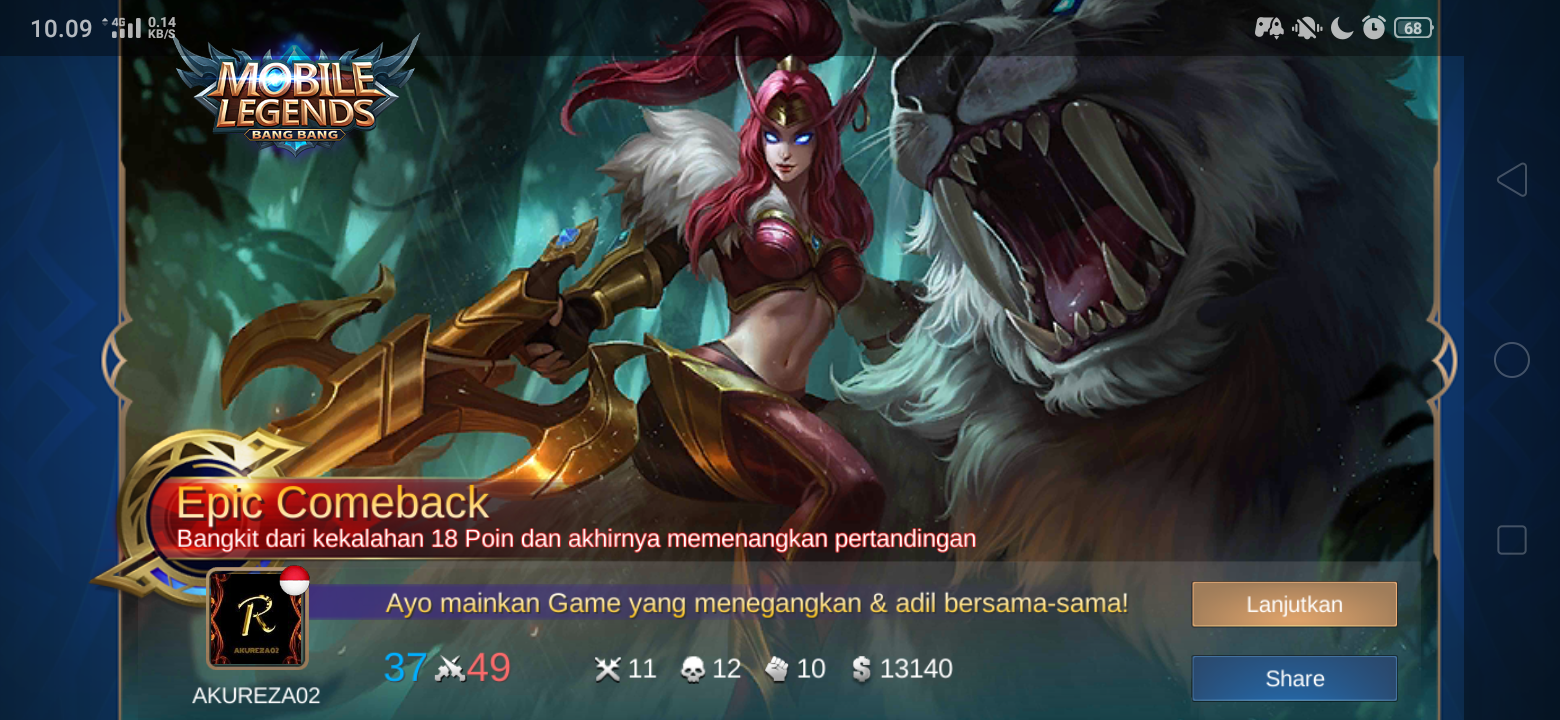 10.09 4G 0.14 KB/S 68
MOBILE
LEGENDS
BANG BANG
Epic Comeback
Bangkit dari kekalahan 18 Poin dan akhirnya memenangkan pertandingan
Ayo mainkan Game yang menegangkan & adil bersama-sama!
Lanjutkan
R
AKUREZA02
37 49 11 12 10 $ 13140
Share
AKUREZA02